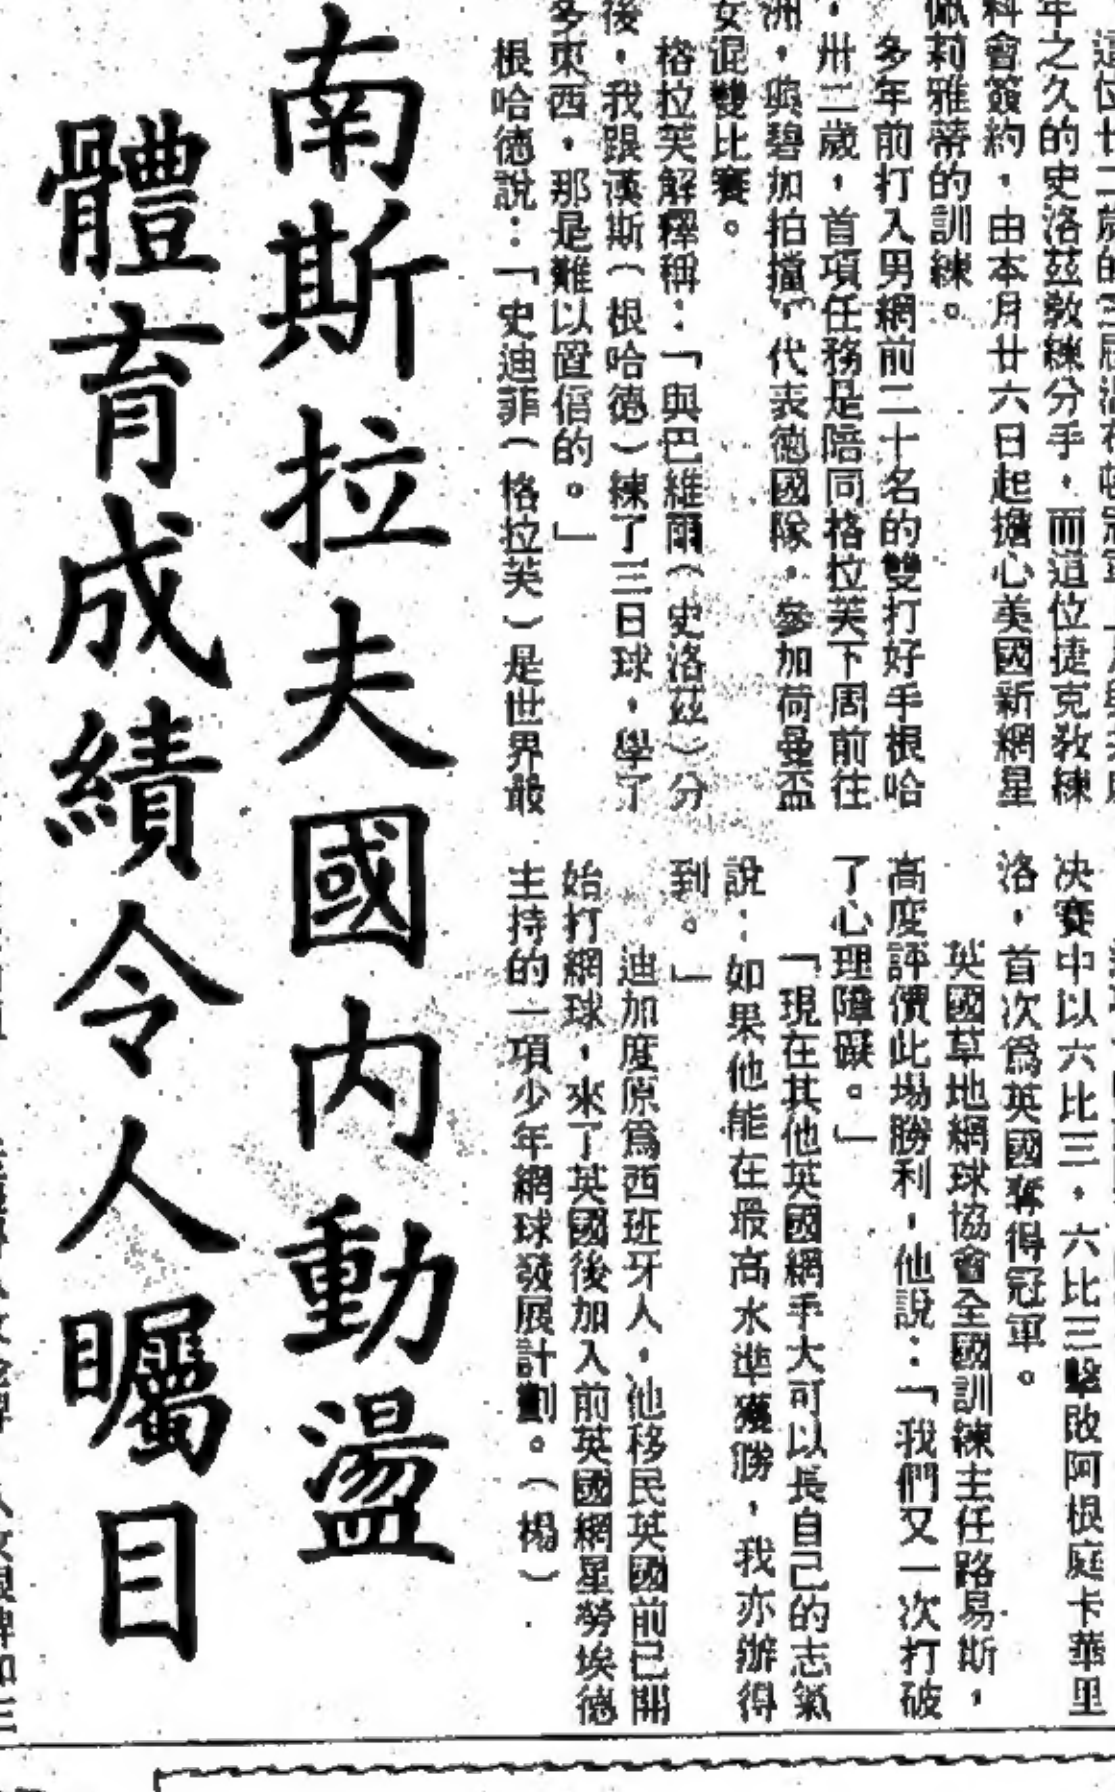 年之久的史洛茲教練分手，而這位捷克教練
科會簽約，由本月廿六日起擔心美國新網星
佩莉雅蒂的訓練。
多年前打入男網前二十名的雙打好手根哈
，卅二歲，首項任務是陪同格拉芙下周前往
洲，與碧加拍擋，代表德國隊，參加荷曼盃
女混雙比賽。
格拉芙解釋稱：「與巴維爾（史洛茲）分
後，我跟漢斯（根哈德）練了三日球，學了
多東西，那是難以置信的。」
根哈德說：「史迪菲（格拉芙）是世界最
決賽中以六比三，六比三擊敗阿根庭卡華里
洛，首次爲英國奪得冠軍。
英國草地網球協會全國訓練主任路易斯，
高度評價此場勝利，他說：「我們又一次打破
了心理障礙。」
「現在其他英國網手大可以長自己的志氣
說：如果他能在最高水準獲勝，我亦辦得
到。」
迪加度原爲西班牙人，他移民英國前已開
始打網球，來了英國後加入前英國網星勞埃德
主持的一項少年網球發展計劃。（楊）
南斯拉夫國內動盪
體育成績令人矚目